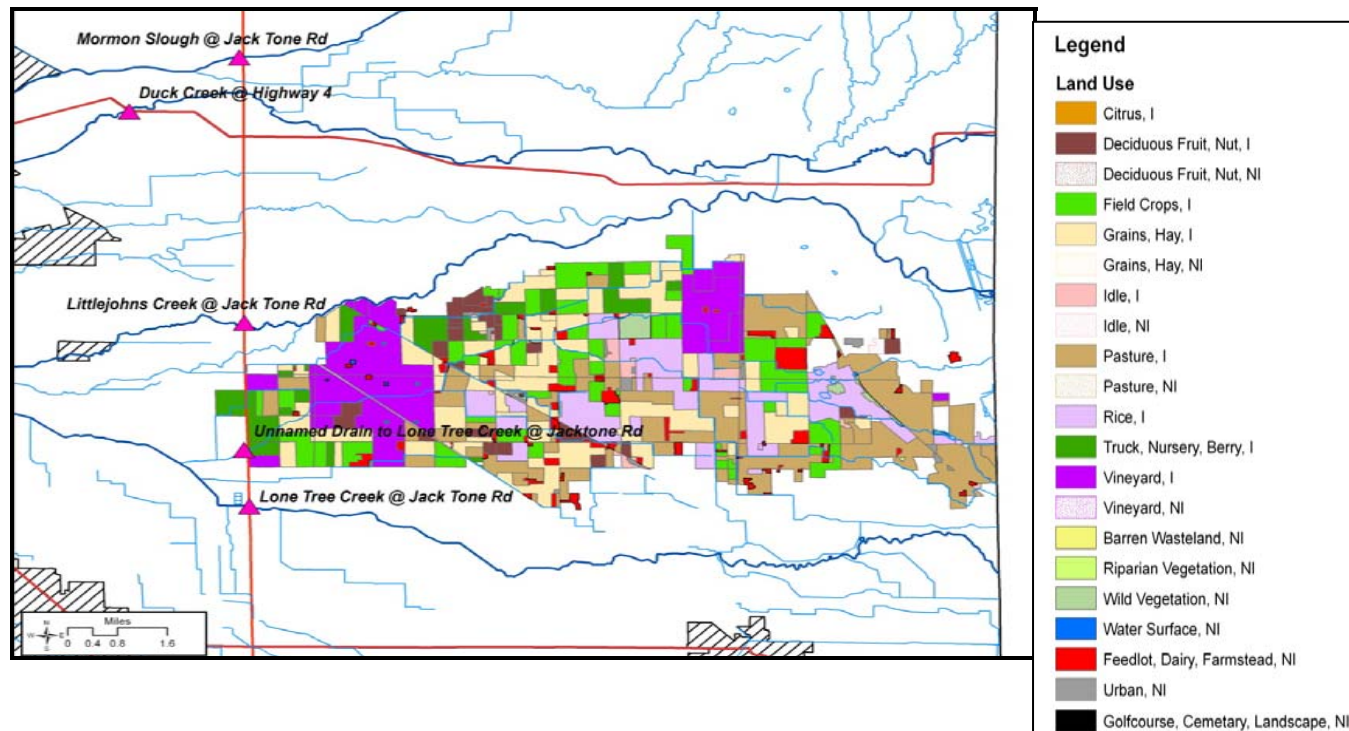 Mormon Slough @ Jack Tone Rd
Duck Creek @ Highway 4
Littlejohns Creek @ Jack Tone Rd
Unnamed Drain to Lone Tree Creek @ Jacktone Rd
Lone Tree Creek @ Jack Tone Rd
N
W E
S
Miles
0 0.4 0.8 1.6
Legend
Land Use
Citrus, I
Deciduous Fruit, Nut, I
Deciduous Fruit, Nut, NI
Field Crops, I
Grains, Hay, I
Grains, Hay, NI
Idle, I
Idle, NI
Pasture, I
Pasture, NI
Rice, I
Truck, Nursery, Berry, I
Vineyard, I
Vineyard, NI
Barren Wasteland, NI
Riparian Vegetation, NI
Wild Vegetation, NI
Water Surface, NI
Feedlot, Dairy, Farmstead, NI
Urban, NI
Golfcourse, Cemetary, Landscape, NI